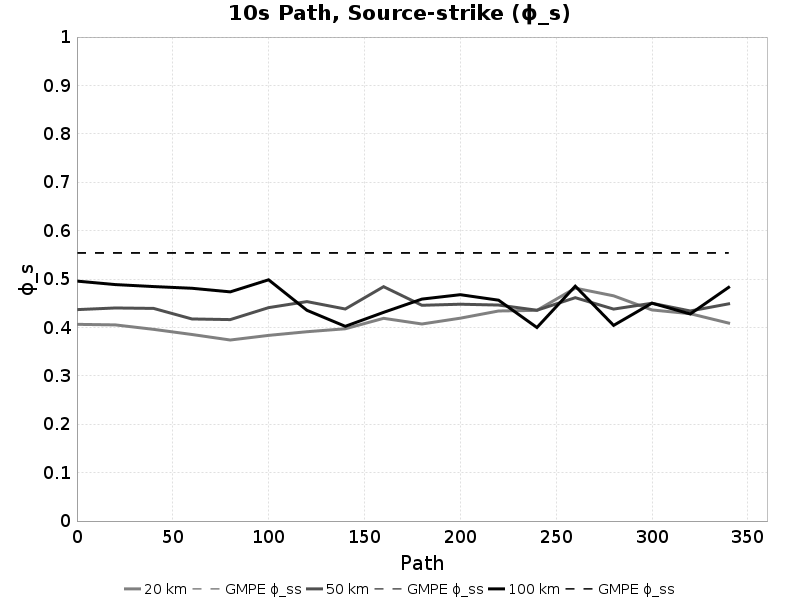 10s Path, Source-strike (ϕ_s)
1
0.9
0.8
0.7
0.6
0.5
0.4
0.3
0.2
0.1
0
ϕ_s
0 50 100 150 200 250 300 350
Path
20 km GMPE ϕ_ss 50 km GMPE ϕ_ss 100 km GMPE ϕ_ss